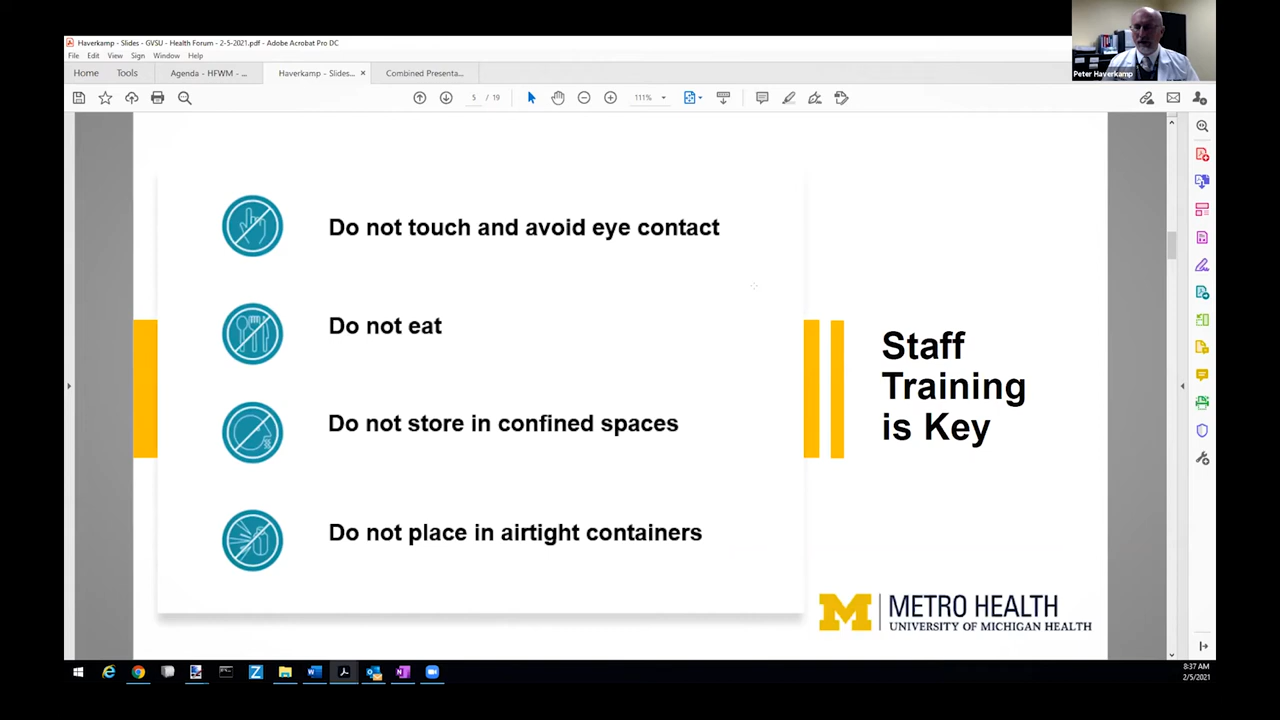 Haverkamp - Slides - GVSU - Health Forum - 2-5-2021.pdf - Adobe Acrobat Pro DC
File Edit View Sign Window Help
Home Tools Agenda - HFWM - ... Haverkamp - Slides... × Combined Presenta...
5 / 19 111%
Peter Haverkamp
Do not touch and avoid eye contact
Do not eat
Do not store in confined spaces
Do not place in airtight containers
Staff
Training
is Key
M METRO HEALTH
UNIVERSITY OF MICHIGAN HEALTH
8:37 AM
2/5/2021